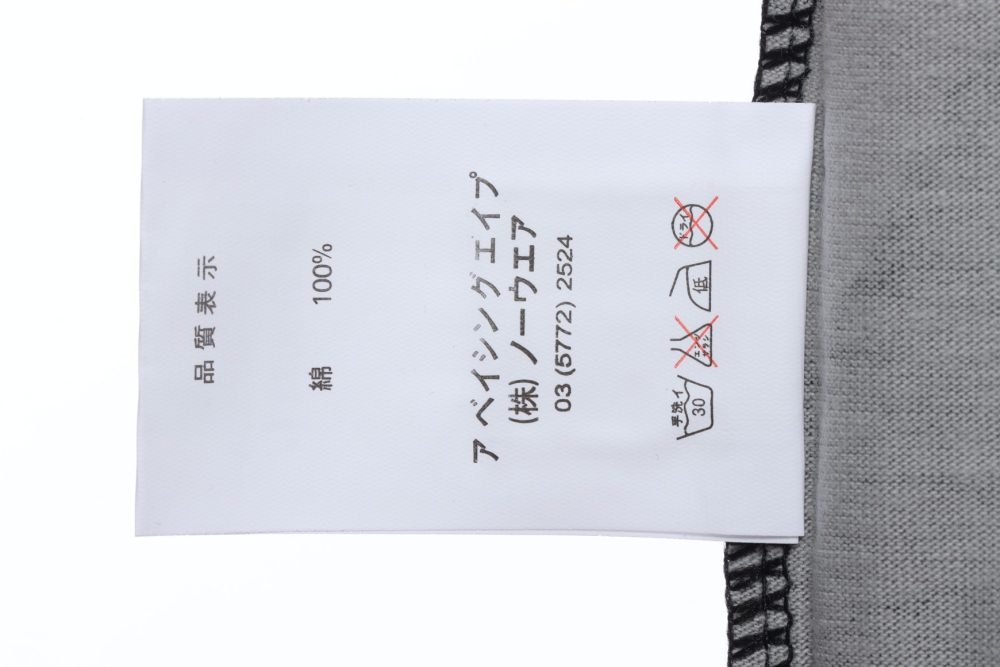 品質表示
綿 100%
ア ベイシングエイプ
(株)ノーウエア
03 (5772) 2524
手洗イ
30
エンソ
サラシ
低
ドライ